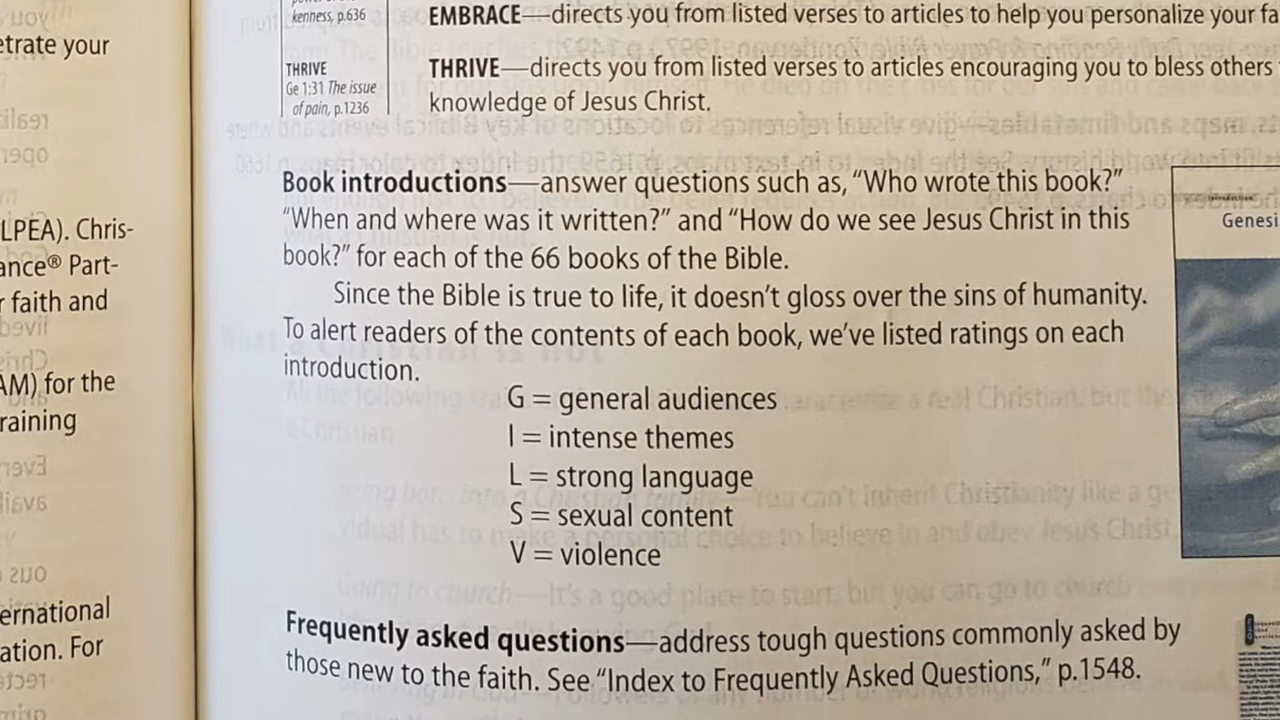 etrate your
LPEA). Chris-
ance® Part-
r faith and
AM) for the
raining
ernational
ation. For
kenness, p.636
THRIVE
Ge 1:31 The issue
of pain, p.1236
EMBRACE—directs you from listed verses to articles to help you personalize your fa
THRIVE—directs you from listed verses to articles encouraging you to bless others
knowledge of Jesus Christ.
Book introductions—answer questions such as, “Who wrote this book?”
“When and where was it written?” and “How do we see Jesus Christ in this
book?” for each of the 66 books of the Bible.
Since the Bible is true to life, it doesn’t gloss over the sins of humanity.
To alert readers of the contents of each book, we’ve listed ratings on each
introduction.
G = general audiences
I = intense themes
L = strong language
S = sexual content
V = violence
Genesi
Frequently asked questions—address tough questions commonly asked by
those new to the faith. See “Index to Frequently Asked Questions,” p.1548.